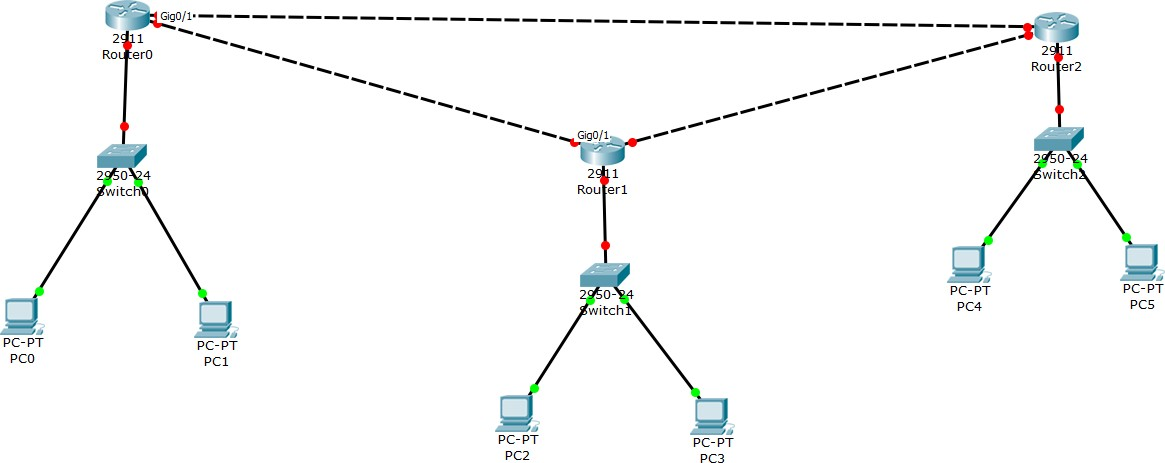 Gig0/1
2911
Router0
2911
Router2
Gig0/1
2911
Router1
2950-24
Switch0
2950-24
Switch2
2950-24
Switch1
PC-PT
PC0
PC-PT
PC1
PC-PT
PC4
PC-PT
PC5
PC-PT
PC2
PC-PT
PC3